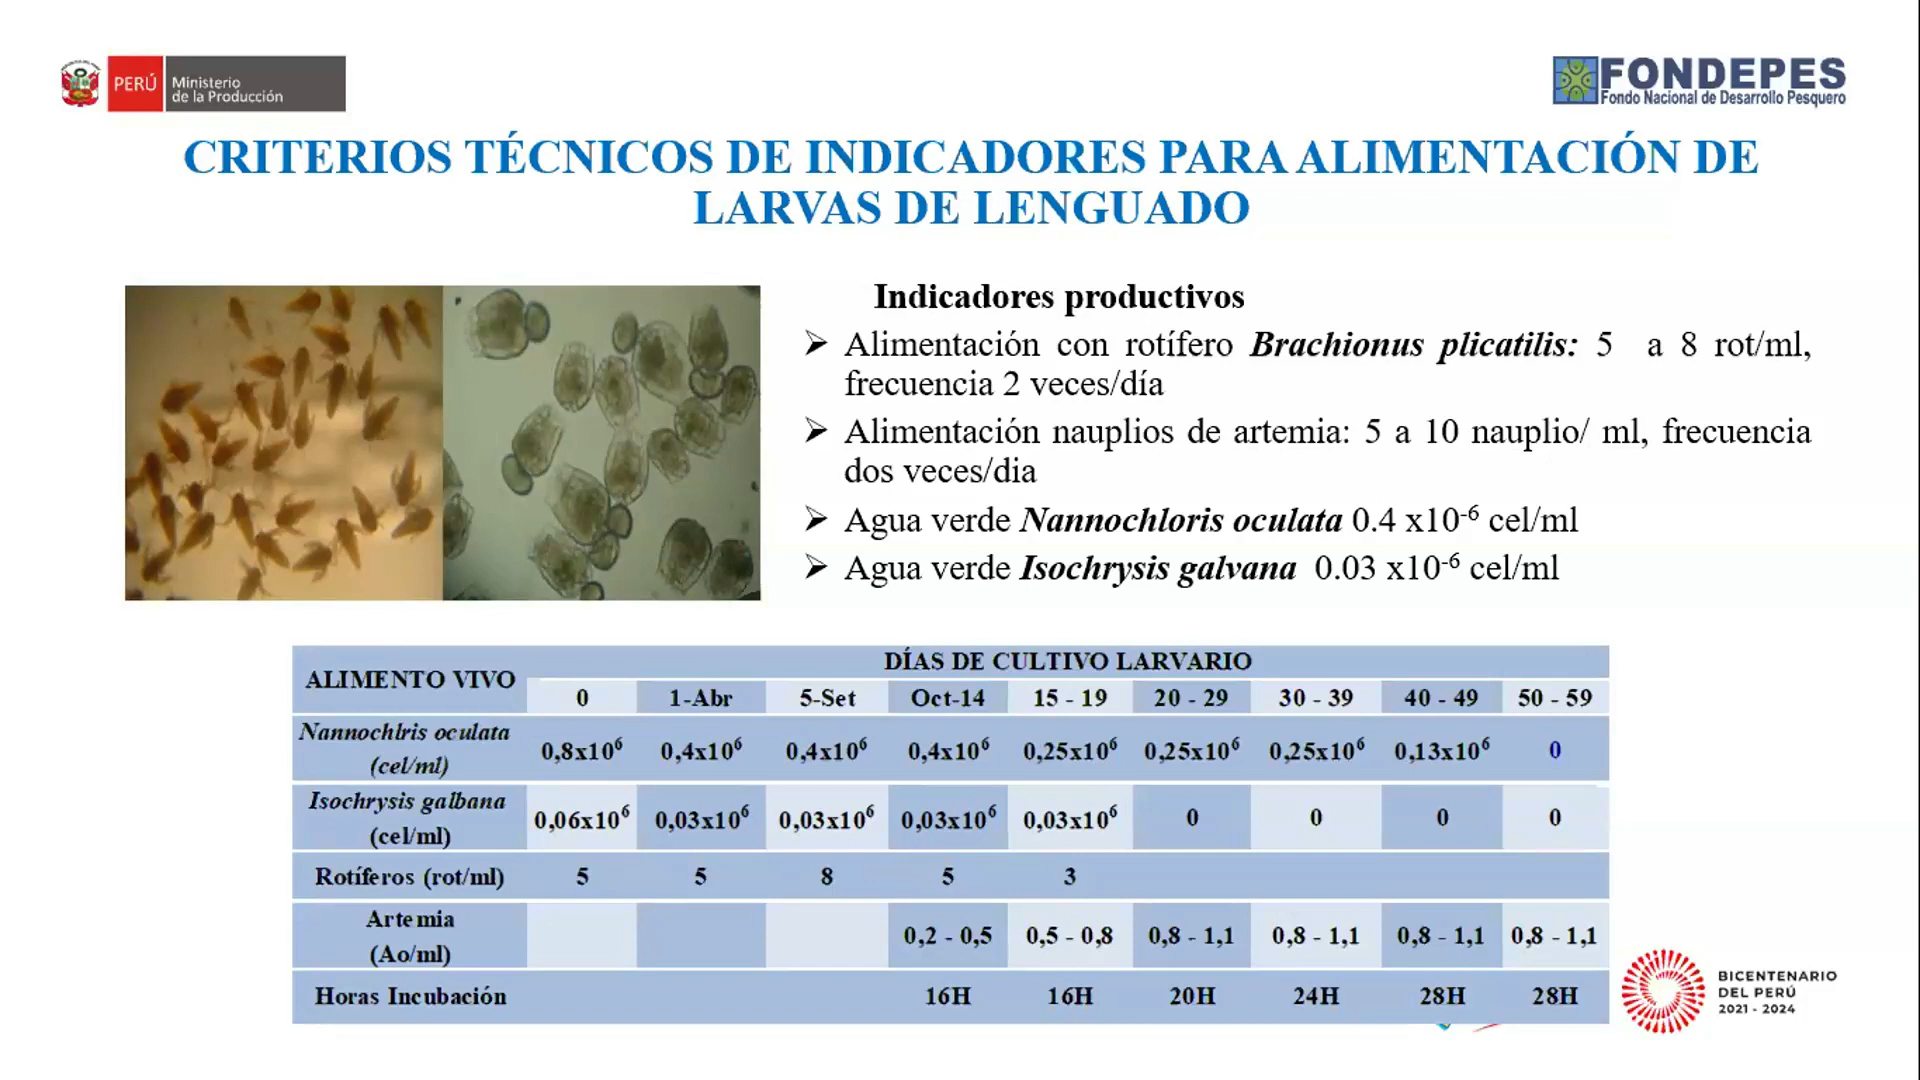 PERÚ
Ministerio
de la Producción
FONDEPES
Fondo Nacional de Desarrollo Pesquero
CRITERIOS TÉCNICOS DE INDICADORES PARA ALIMENTACIÓN DE
LARVAS DE LENGUADO
Indicadores productivos
➢ Alimentación con rotífero Brachionus plicatilis: 5 a 8 rot/ml,
frecuencia 2 veces/día
➢ Alimentación nauplios de artemia: 5 a 10 nauplio/ ml, frecuencia
dos veces/dia
➢ Agua verde Nannochloris oculata 0.4 x10⁻⁶ cel/ml
➢ Agua verde Isochrysis galvana 0.03 x10⁻⁶ cel/ml
ALIMENTO VIVO
DÍAS DE CULTIVO LARVARIO
0 1-Abr 5-Set Oct-14 15 - 19 20 - 29 30 - 39 40 - 49 50 - 59
Nannochlris oculata
(cel/ml)
0,8x10⁶ 0,4x10⁶ 0,4x10⁶ 0,4x10⁶ 0,25x10⁶ 0,25x10⁶ 0,25x10⁶ 0,13x10⁶ 0
Isochrysis galbana
(cel/ml)
0,06x10⁶ 0,03x10⁶ 0,03x10⁶ 0,03x10⁶ 0,03x10⁶ 0 0 0 0
Rotíferos (rot/ml) 5 5 8 5 3
Artemia
(Ao/ml)
0,2 - 0,5 0,5 - 0,8 0,8 - 1,1 0,8 - 1,1 0,8 - 1,1 0,8 - 1,1
Horas Incubación 16H 16H 20H 24H 28H 28H
BICENTENARIO
DEL PERÚ
2021 - 2024